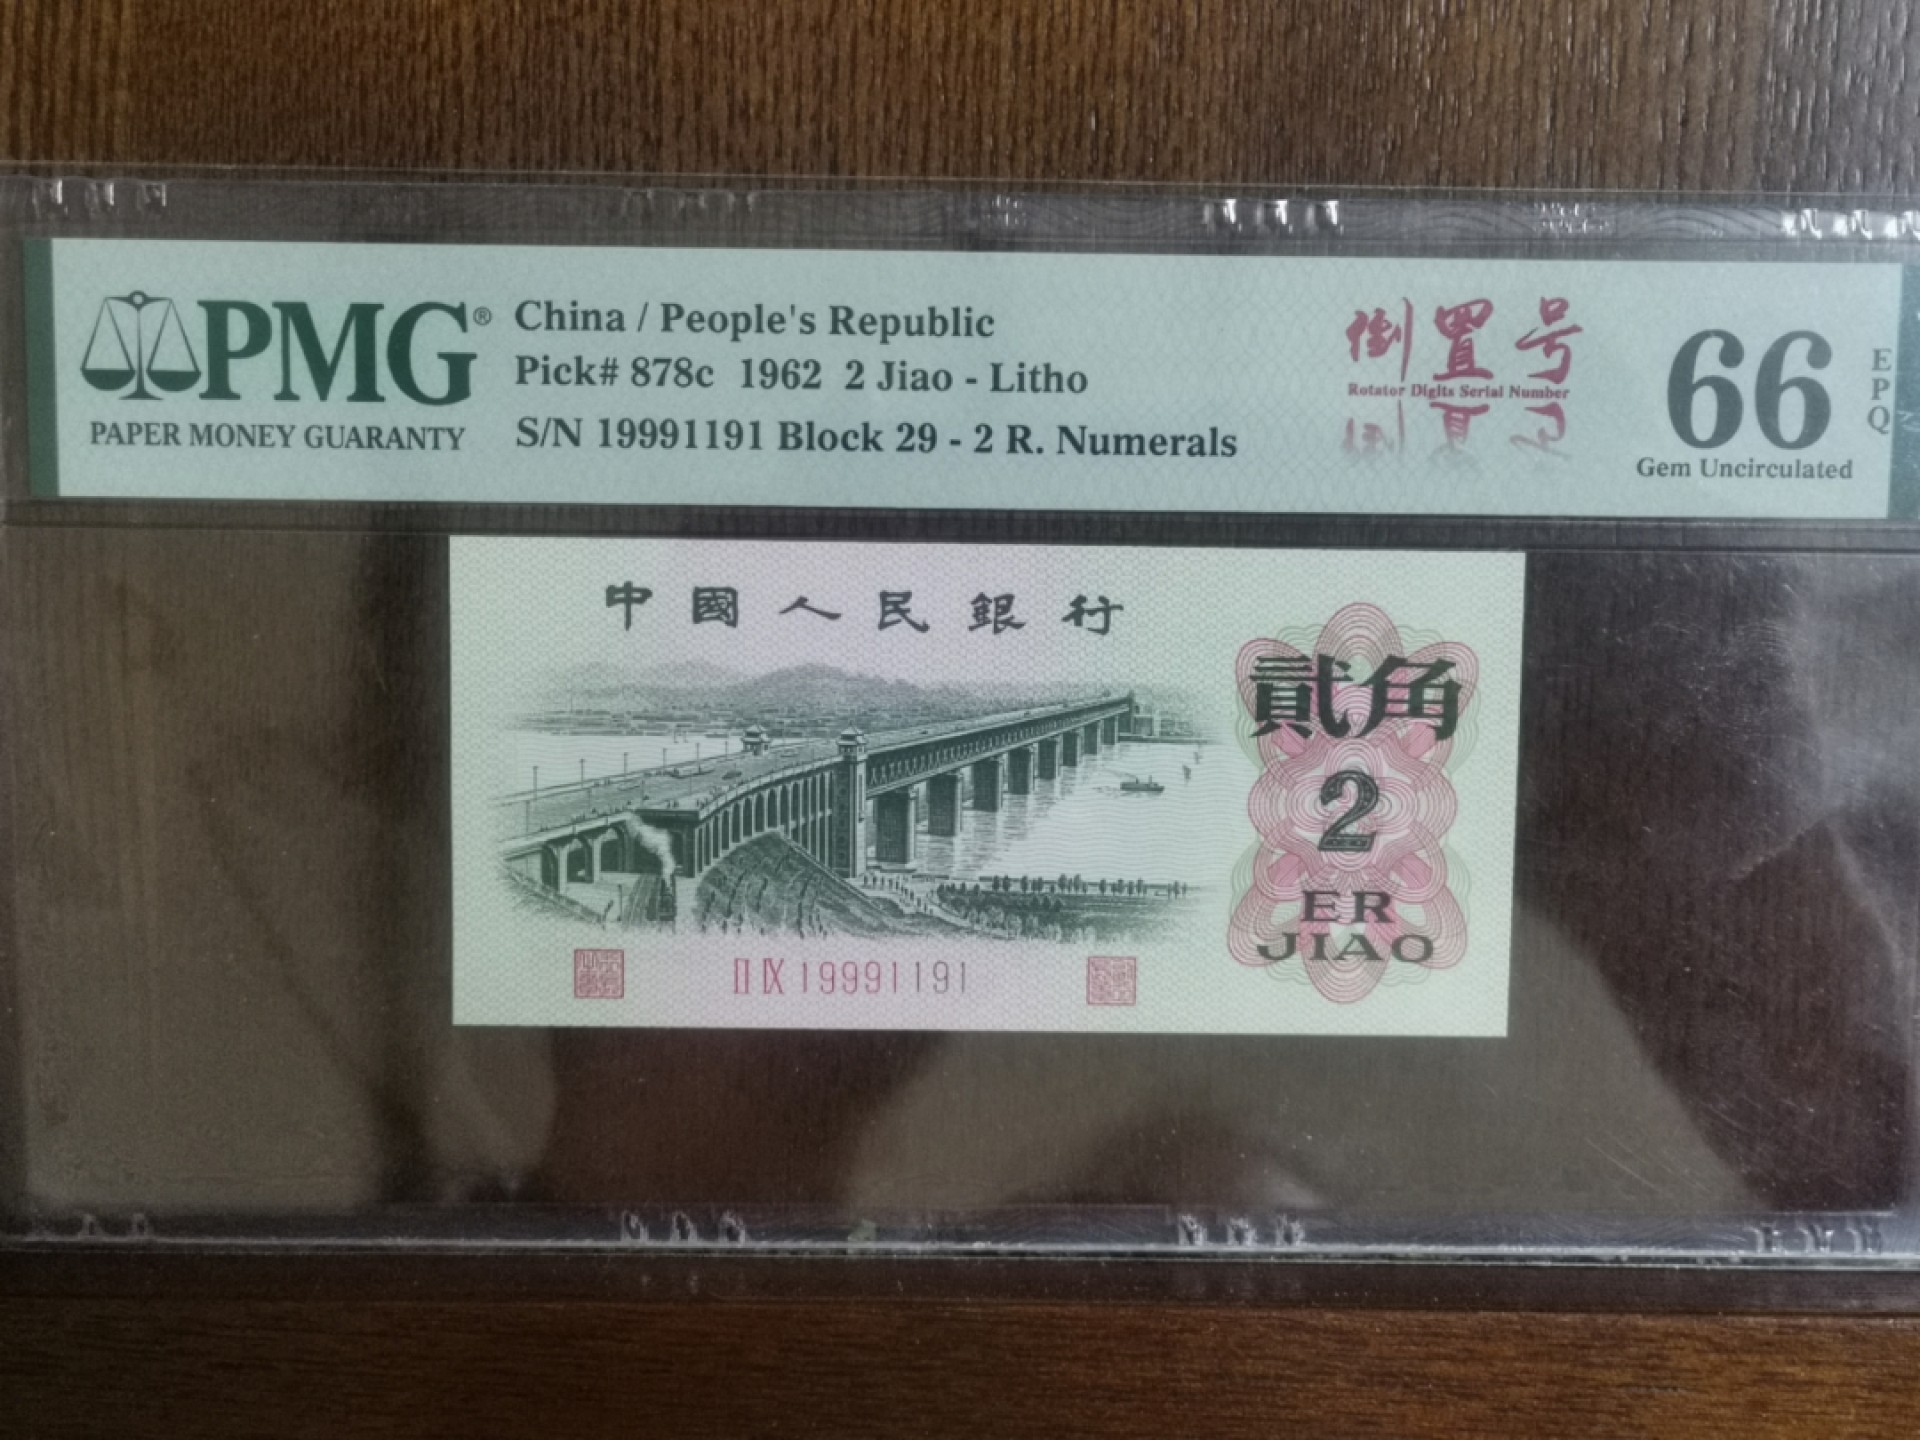 PMG®
PAPER MONEY GUARANTY
China / People's Republic
Pick# 878c 1962 2 Jiao - Litho
S/N 19991191 Block 29 - 2 R. Numerals
倒置号
Rotator Digits Serial Number
66
EPQ
Gem Uncirculated
中國人民銀行
貳角
2
ER
JIAO
II IX 19991191